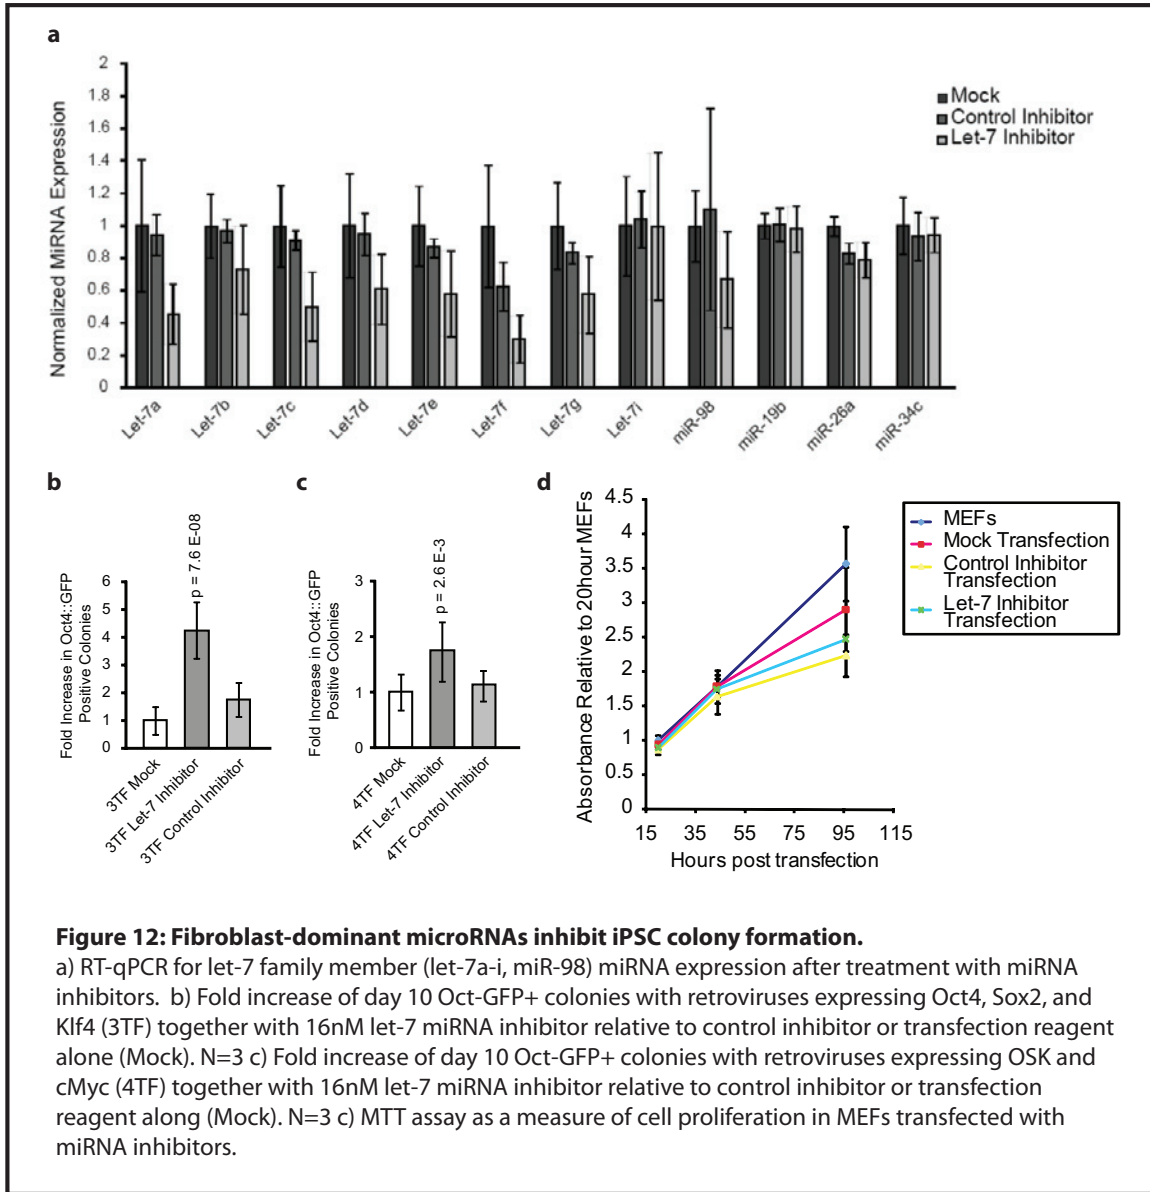 a
2
1.8
1.6
1.4
1.2
1
0.8
0.6
0.4
0.2
0
Normalized MiRNA Expression
Mock
Control Inhibitor
Let-7 Inhibitor
Let-7a
Let-7b
Let-7c
Let-7d
Let-7e
Let-7f
Let-7g
Let-7i
miR-98
miR-19b
miR-26a
miR-34c
b
Fold Increase in Oct4::GFP
Positive Colonies
6
5
4
3
2
1
0
p = 7.6 E-08
3TF Mock
3TF Let-7 Inhibitor
3TF Control Inhibitor
c
Fold Increase in Oct4::GFP
Positive Colonies
3
2
1
0
p = 2.6 E-3
4TF Mock
4TF Let-7 Inhibitor
4TF Control Inhibitor
d
Absorbance Relative to 20hour MEFs
4.5
4
3.5
3
2.5
2
1.5
1
0.5
0
15 35 55 75 95 115
Hours post transfection
MEFs
Mock Transfection
Control Inhibitor
Transfection
Let-7 Inhibitor
Transfection
Figure 12: Fibroblast-dominant microRNAs inhibit iPSC colony formation.
a) RT-qPCR for let-7 family member (let-7a-i, miR-98) miRNA expression after treatment with miRNA
inhibitors. b) Fold increase of day 10 Oct-GFP+ colonies with retroviruses expressing Oct4, Sox2, and
Klf4 (3TF) together with 16nM let-7 miRNA inhibitor relative to control inhibitor or transfection reagent
alone (Mock). N=3 c) Fold increase of day 10 Oct-GFP+ colonies with retroviruses expressing OSK and
cMyc (4TF) together with 16nM let-7 miRNA inhibitor relative to control inhibitor or transfection
reagent along (Mock). N=3 c) MTT assay as a measure of cell proliferation in MEFs transfected with
miRNA inhibitors.